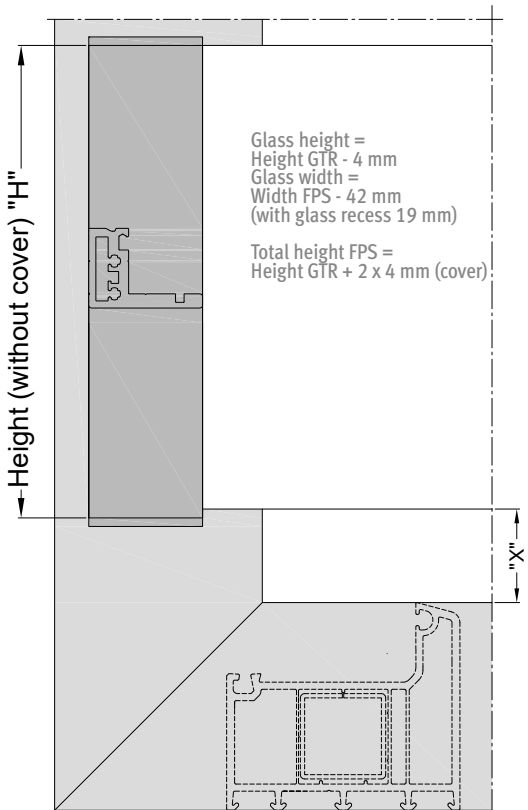 Glass height =
Height GTR - 4 mm
Glass width =
Width FPS - 42 mm
(with glass recess 19 mm)
Total height FPS =
Height GTR + 2 x 4 mm (cover)
Height (without cover) "H"
"X"